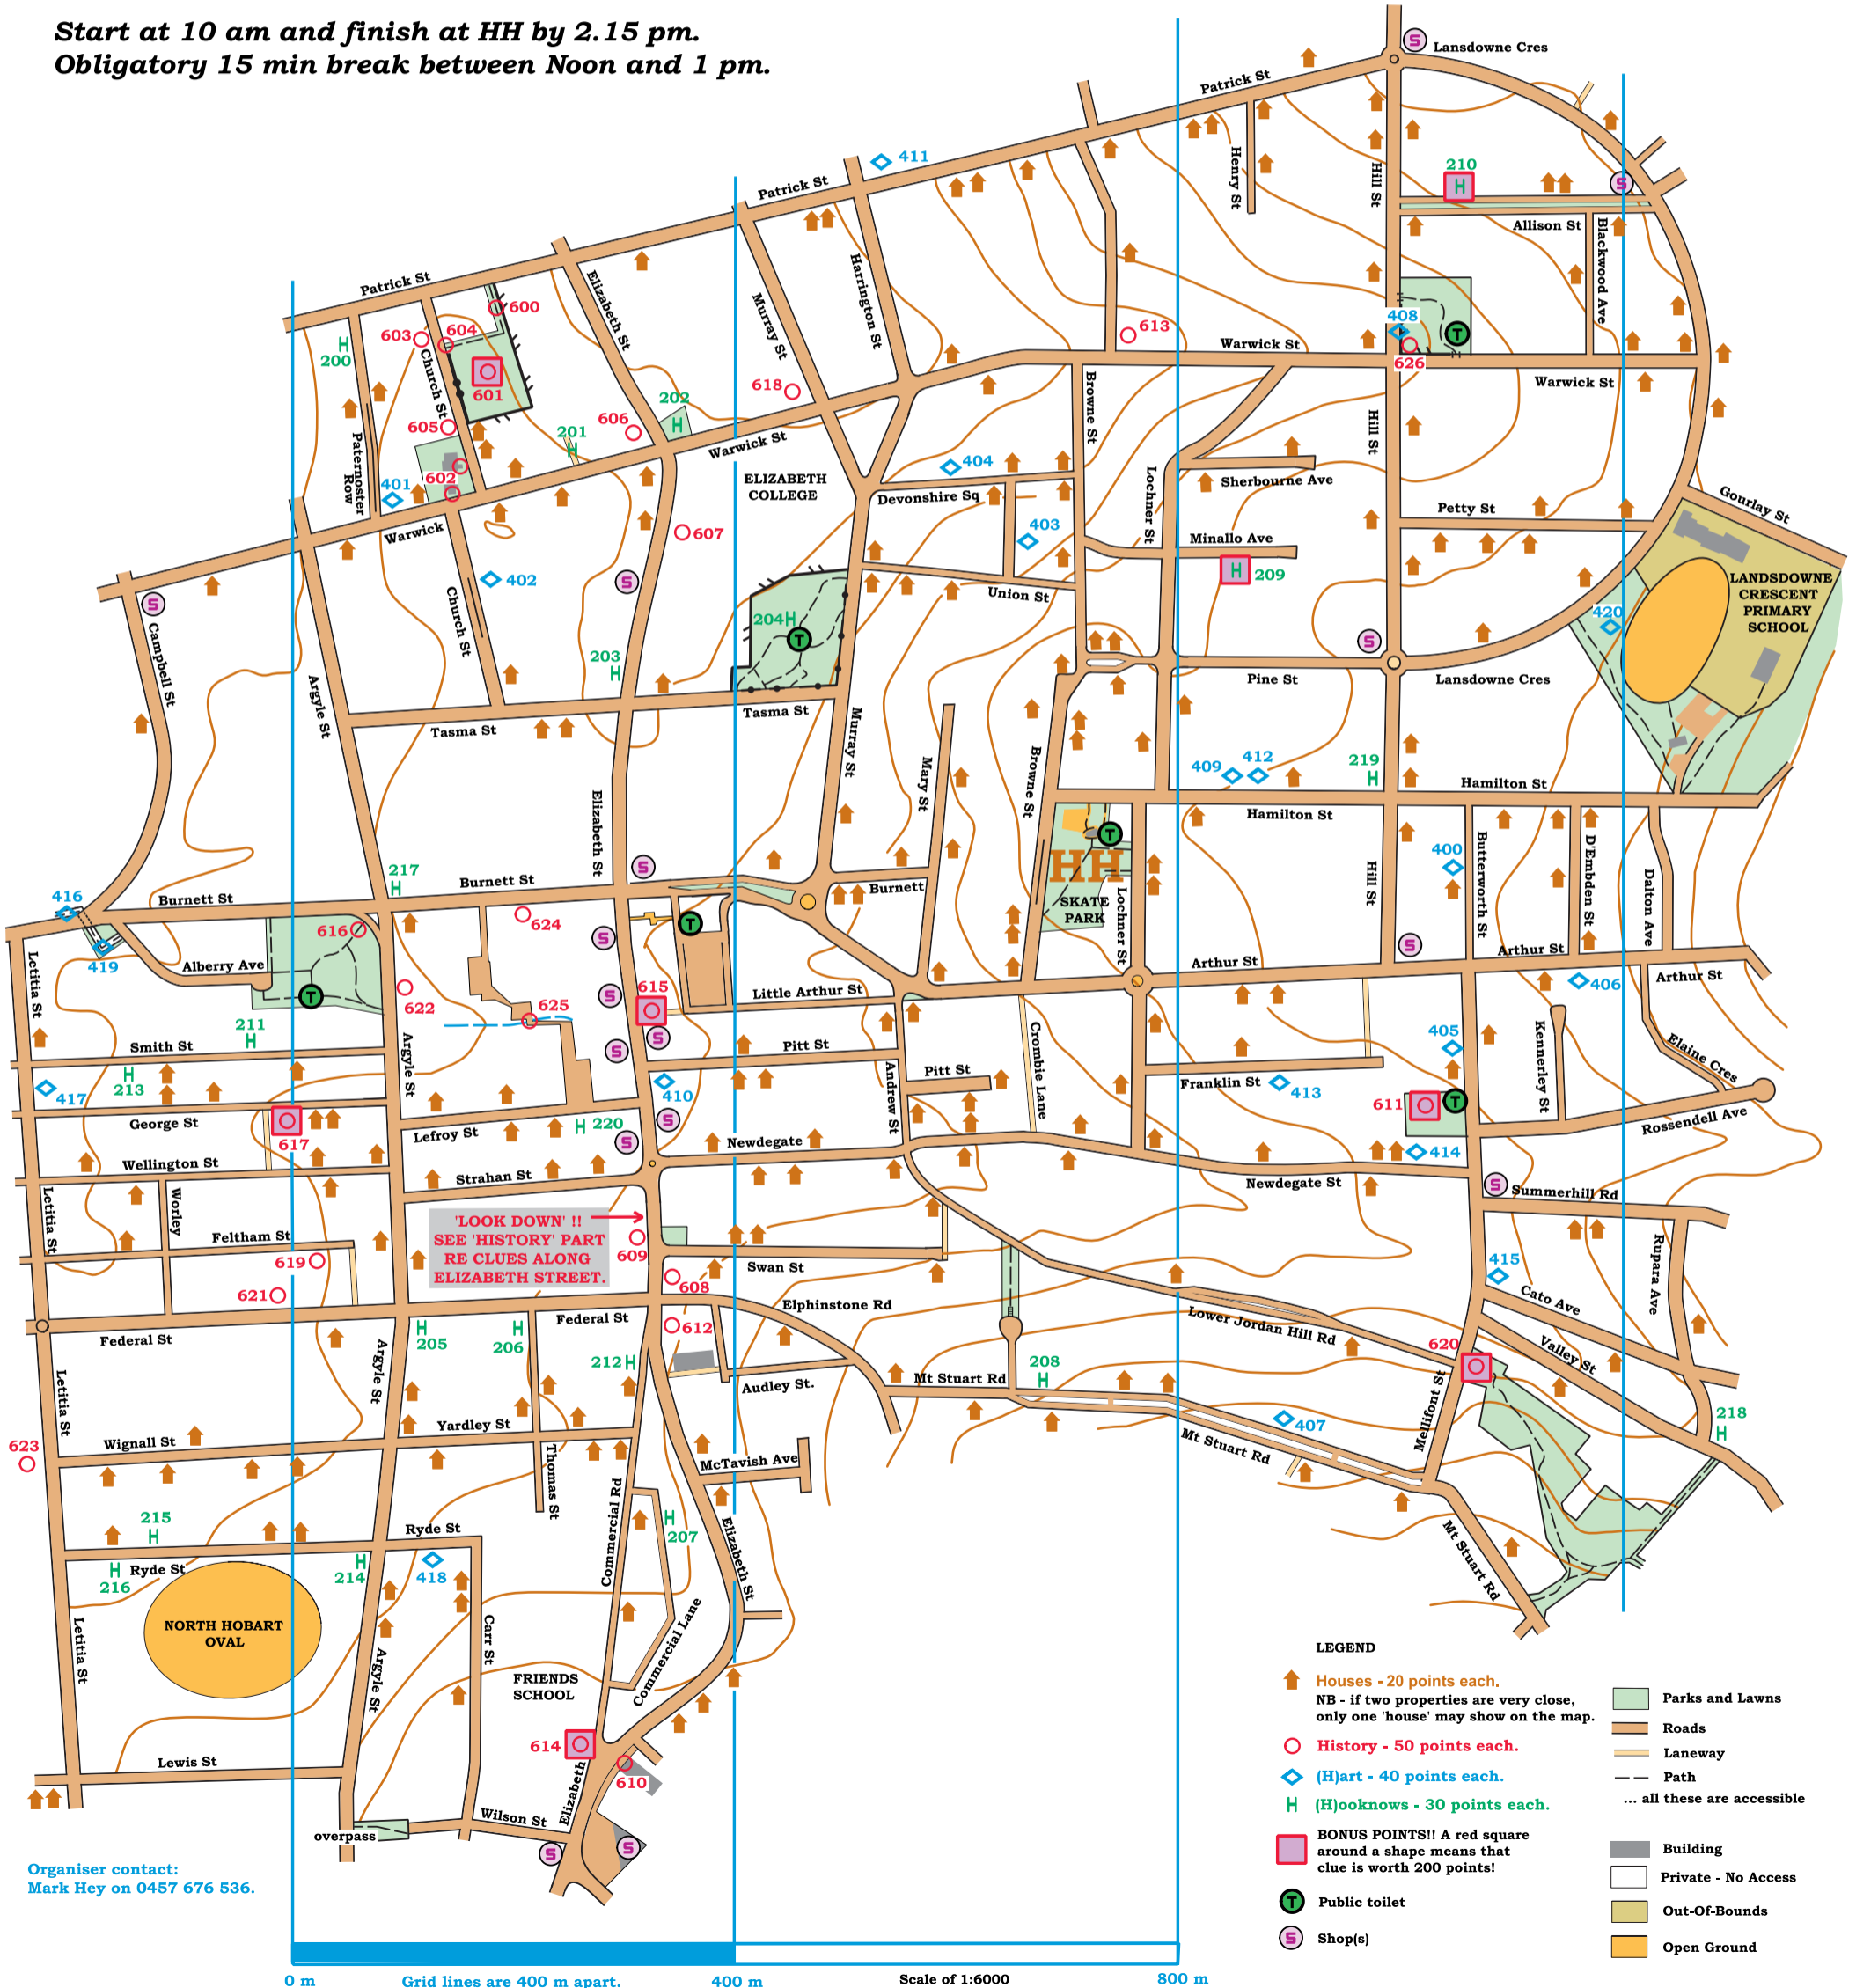 Start at 10 am and finish at HH by 2.15 pm.
Obligatory 15 min break between Noon and 1 pm.
S
Lansdowne Cres
Patrick St
Henry St
Hill St
210
H
S
Allison St
Blackwood Ave
411
Patrick St
Harrington St
Murray St
Elizabeth St
Patrick St
600
603
604
H
200
Church St
601
605
602
Paternoster
Row
401
201
H
606
202
H
618
613
Warwick St
408
T
626
Warwick St
Warwick St
Browne St
Hill St
Lochner St
ELIZABETH
COLLEGE
404
Devonshire Sq
Sherbourne Ave
Petty St
Gourlay St
Warwick
402
607
403
Minallo Ave
H
209
LANDSDOWNE
CRESCENT
PRIMARY
SCHOOL
S
Campbell St
Church St
S
Union St
204
H
T
420
203
H
S
Argyle St
Tasma St
Tasma St
Murray St
Pine St
Lansdowne Cres
Mary St
Browne St
409
412
219
H
Hamilton St
Hamilton St
Elizabeth St
217
H
S
Burnett St
Burnett St
Burnett
T
HH
SKATE
PARK
Lochner St
Hill St
400
Butterworth St
D'Embden St
Dalton Ave
416
419
616
624
S
T
S
Letitia St
Alberry Ave
T
622
625
S
615
Little Arthur St
Arthur St
Arthur St
406
Arthur St
211
H
Smith St
Argyle St
S
S
Pitt St
Crombie Lane
405
Kennerley St
Elaine Cres
417
H
213
410
Andrew St
Pitt St
Franklin St
413
611
T
George St
617
Lefroy St
H
220
S
S
Newdegate
414
Rossendell Ave
Wellington St
Strahan St
Newdegate St
S
Summerhill Rd
Letitia St
Worley
'LOOK DOWN' !!
SEE 'HISTORY' PART
RE CLUES ALONG
ELIZABETH STREET.
609
Feltham St
619
Swan St
415
Rupara Ave
621
608
Elphinstone Rd
Cato Ave
Federal St
Federal St
612
Lower Jordan Hill Rd
Valley St
H
205
H
206
212
H
620
Argyle St
Audley St.
Mt Stuart Rd
208
H
Letitia St
Mellifont St
Yardley St
407
218
H
Wignall St
623
Thomas St
McTavish Ave
Mt Stuart Rd
Commercial Rd
215
H
Ryde St
H
207
Elizabeth St
Mt Stuart Rd
H
216
Ryde St
H
214
418
NORTH HOBART
OVAL
Carr St
Commercial Lane
Letitia St
Argyle St
FRIENDS
SCHOOL
614
610
Lewis St
Elizabeth
Wilson St
overpass
S
S
Organiser contact:
Mark Hey on 0457 676 536.
LEGEND
Houses - 20 points each.
NB - if two properties are very close,
only one 'house' may show on the map.
History - 50 points each.
(H)art - 40 points each.
H
(H)ooknows - 30 points each.
BONUS POINTS!! A red square
around a shape means that
clue is worth 200 points!
T
Public toilet
S
Shop(s)
Parks and Lawns
Roads
Laneway
Path
... all these are accessible
Building
Private - No Access
Out-Of-Bounds
Open Ground
0 m
Grid lines are 400 m apart.
400 m
Scale of 1:6000
800 m